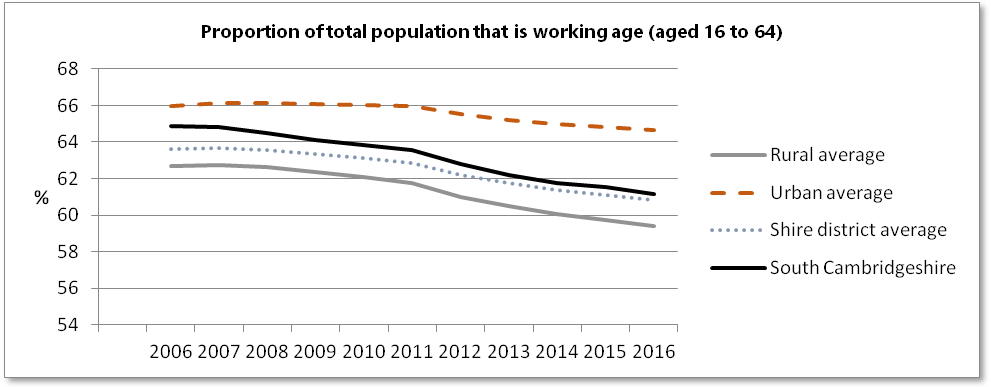 Proportion of total population that is working age (aged 16 to 64)
68
66
64
62
60
58
56
54
%
2006 2007 2008 2009 2010 2011 2012 2013 2014 2015 2016
Rural average
Urban average
Shire district average
South Cambridgeshire